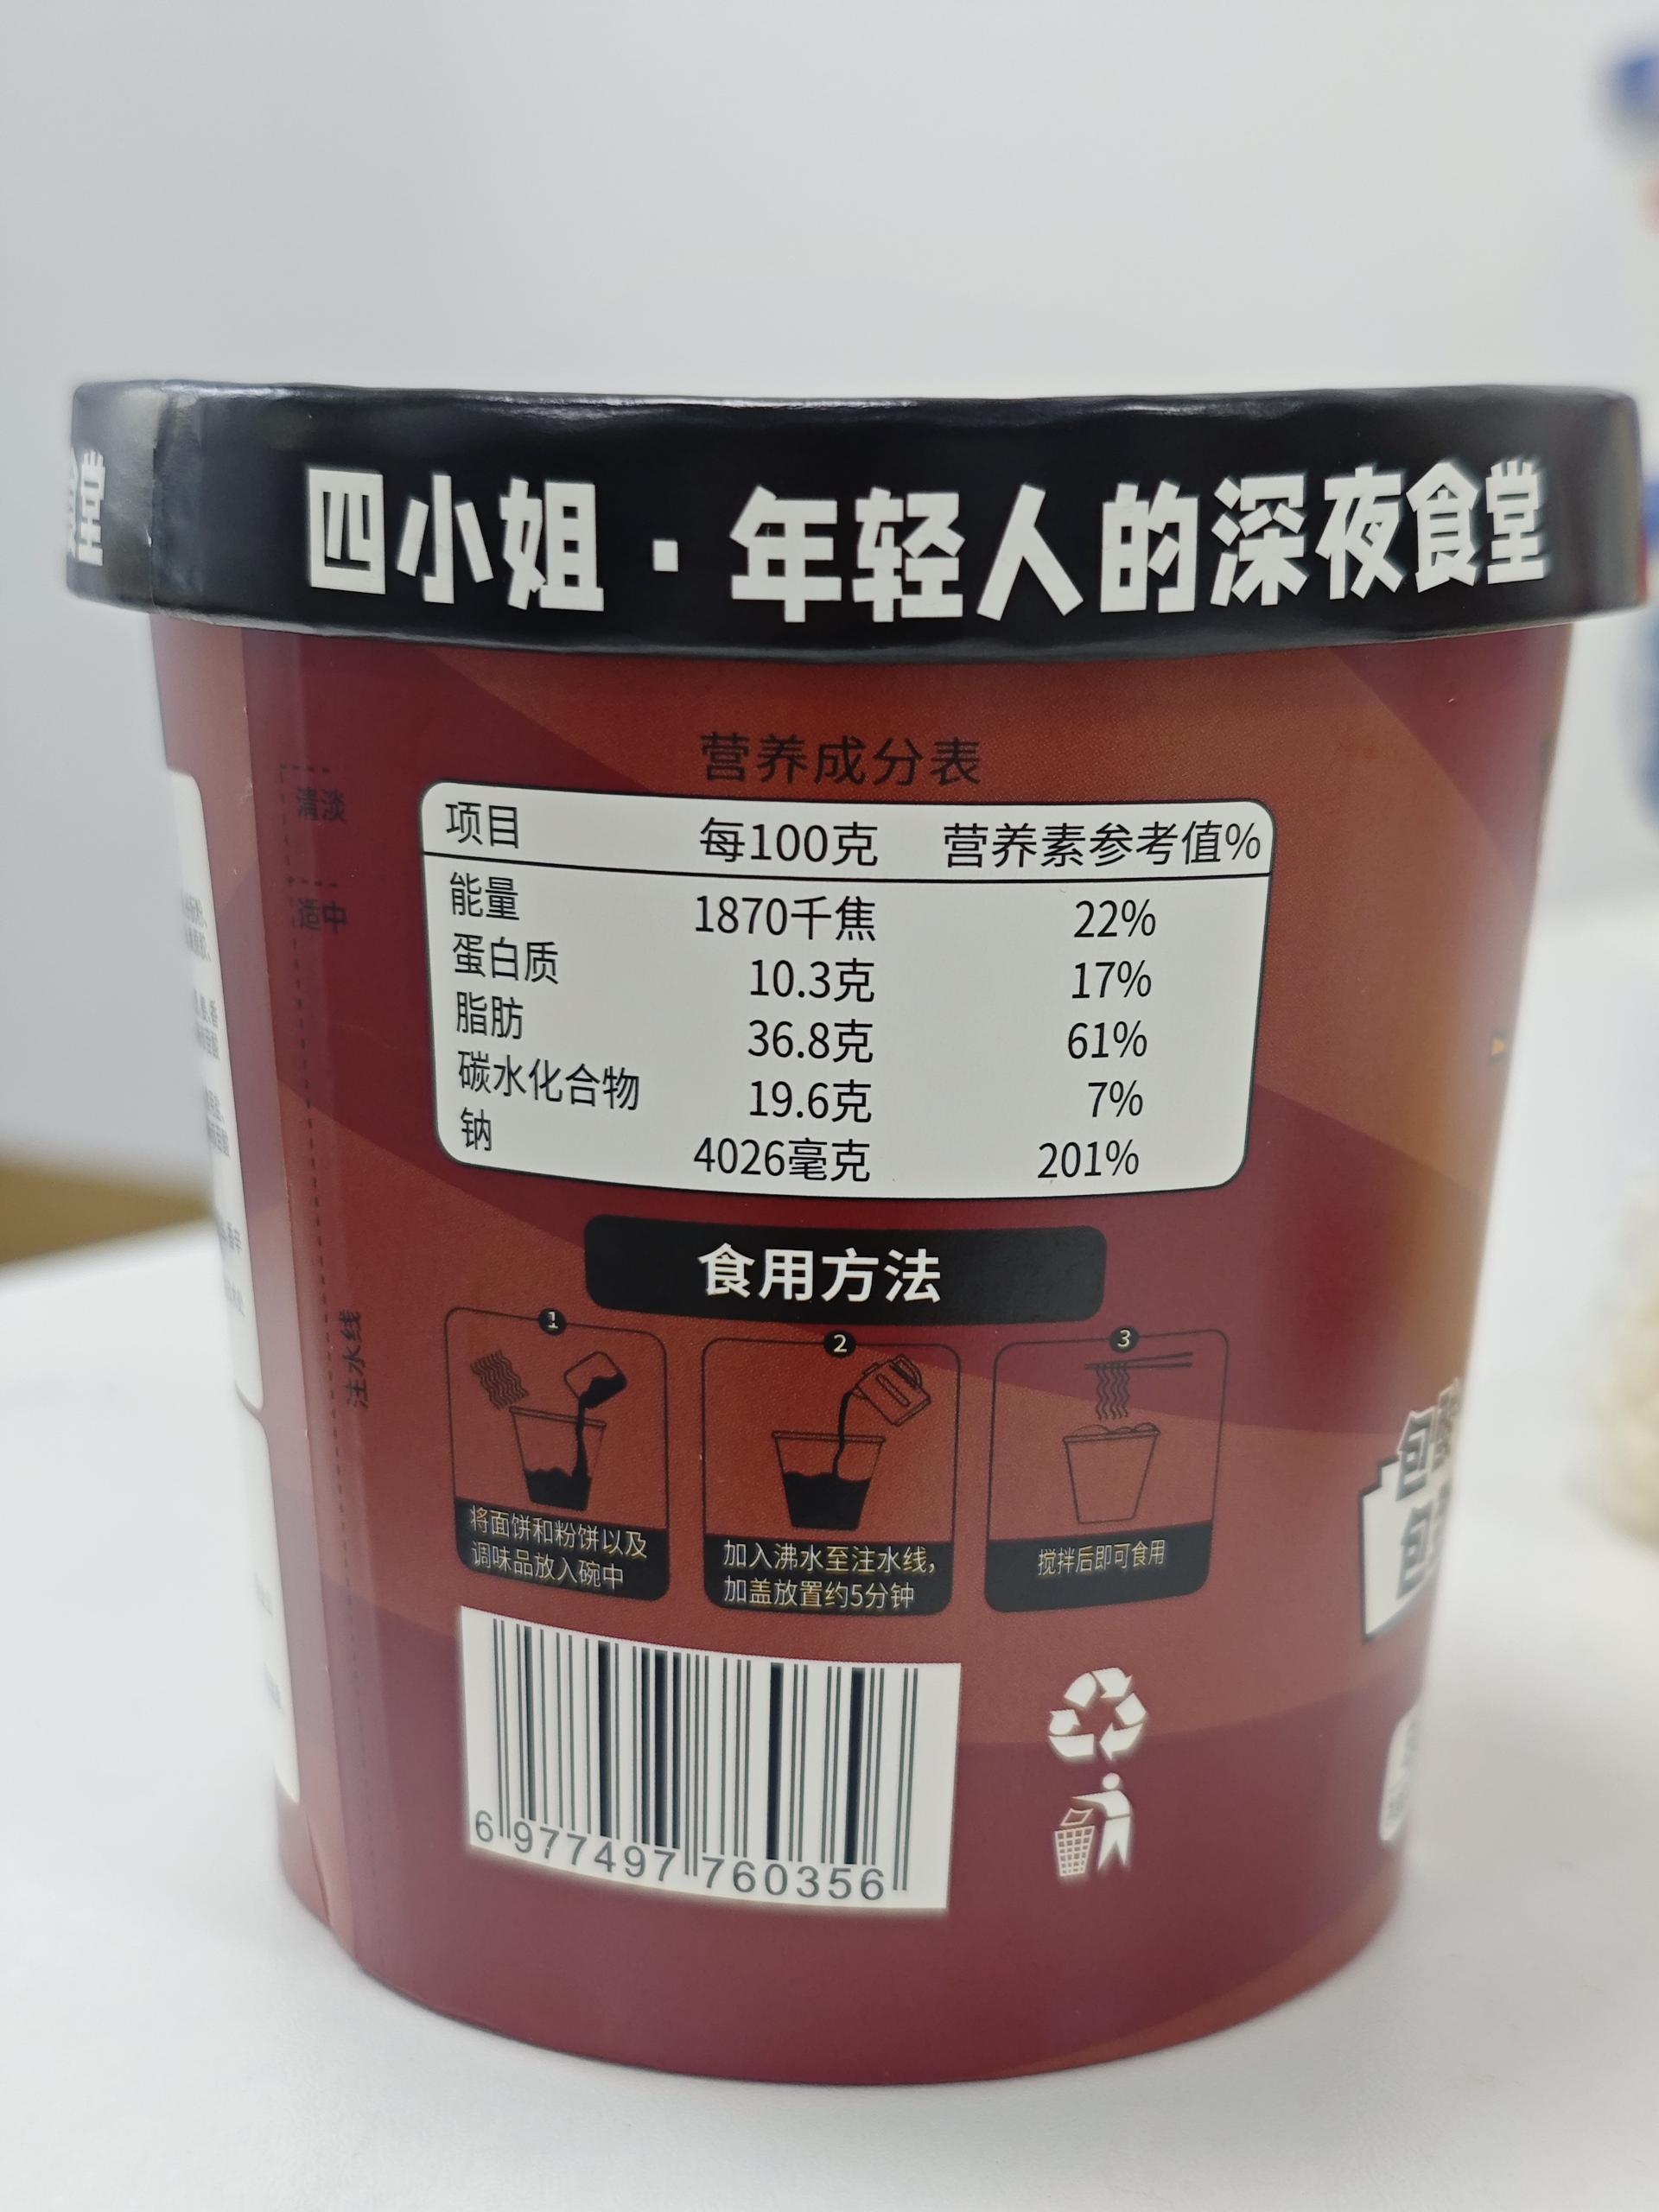 四小姐·年轻人的深夜食堂
堂
营养成分表
项目 每100克 营养素参考值%
能量 1870千焦 22%
蛋白质 10.3克 17%
脂肪 36.8克 61%
碳水化合物 19.6克 7%
钠 4026毫克 201%
清淡
适中
注水线
食用方法
1
将面饼和粉饼以及
调味品放入碗中
2
加入沸水至注水线,
加盖放置约5分钟
3
搅拌后即可食用
6 977497 760356